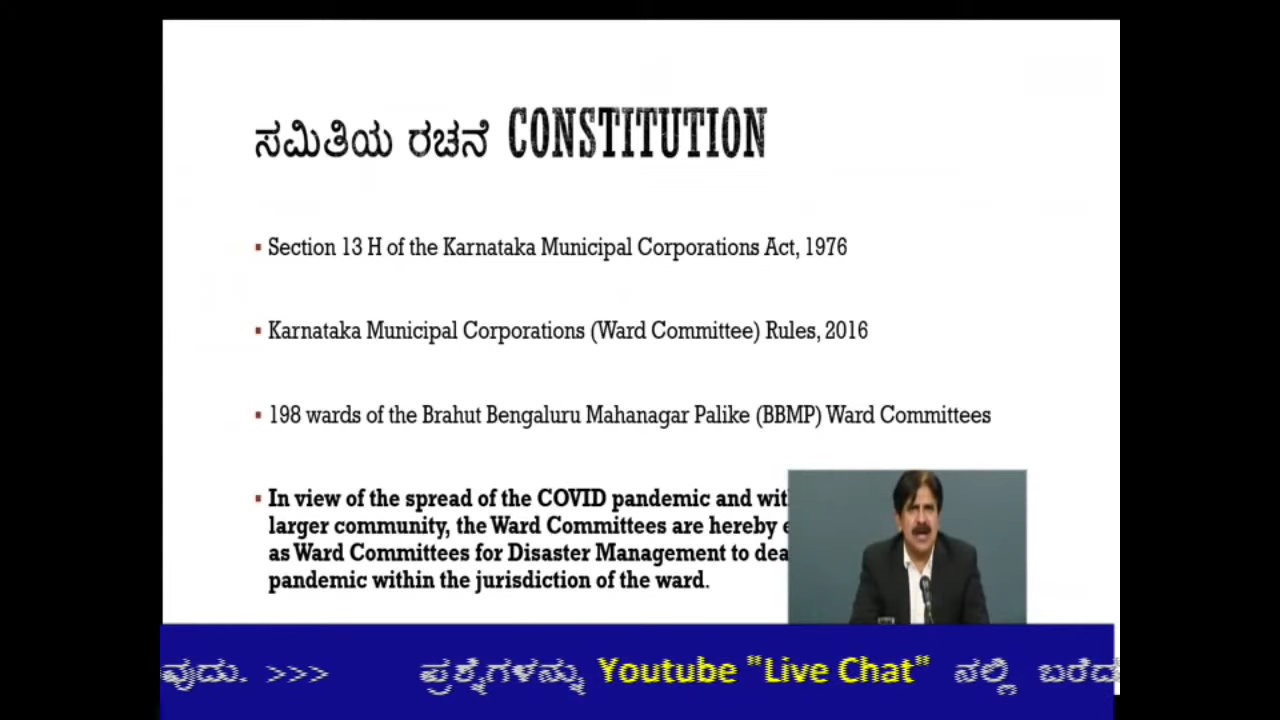 ಸಮಿತಿಯ ರಚನೆ CONSTITUTION
▪ Section 13 H of the Karnataka Municipal Corporations Act, 1976
▪ Karnataka Municipal Corporations (Ward Committee) Rules, 2016
▪ 198 wards of the Brahut Bengaluru Mahanagar Palike (BBMP) Ward Committees
▪ In view of the spread of the COVID pandemic and
larger community, the Ward Committees are hereby
as Ward Committees for Disaster Management to
pandemic within the jurisdiction of the ward.
ವುದು. >>> ಪ್ರಶ್ನೆಗಳನ್ನು Youtube "Live Chat" ನಲ್ಲಿ